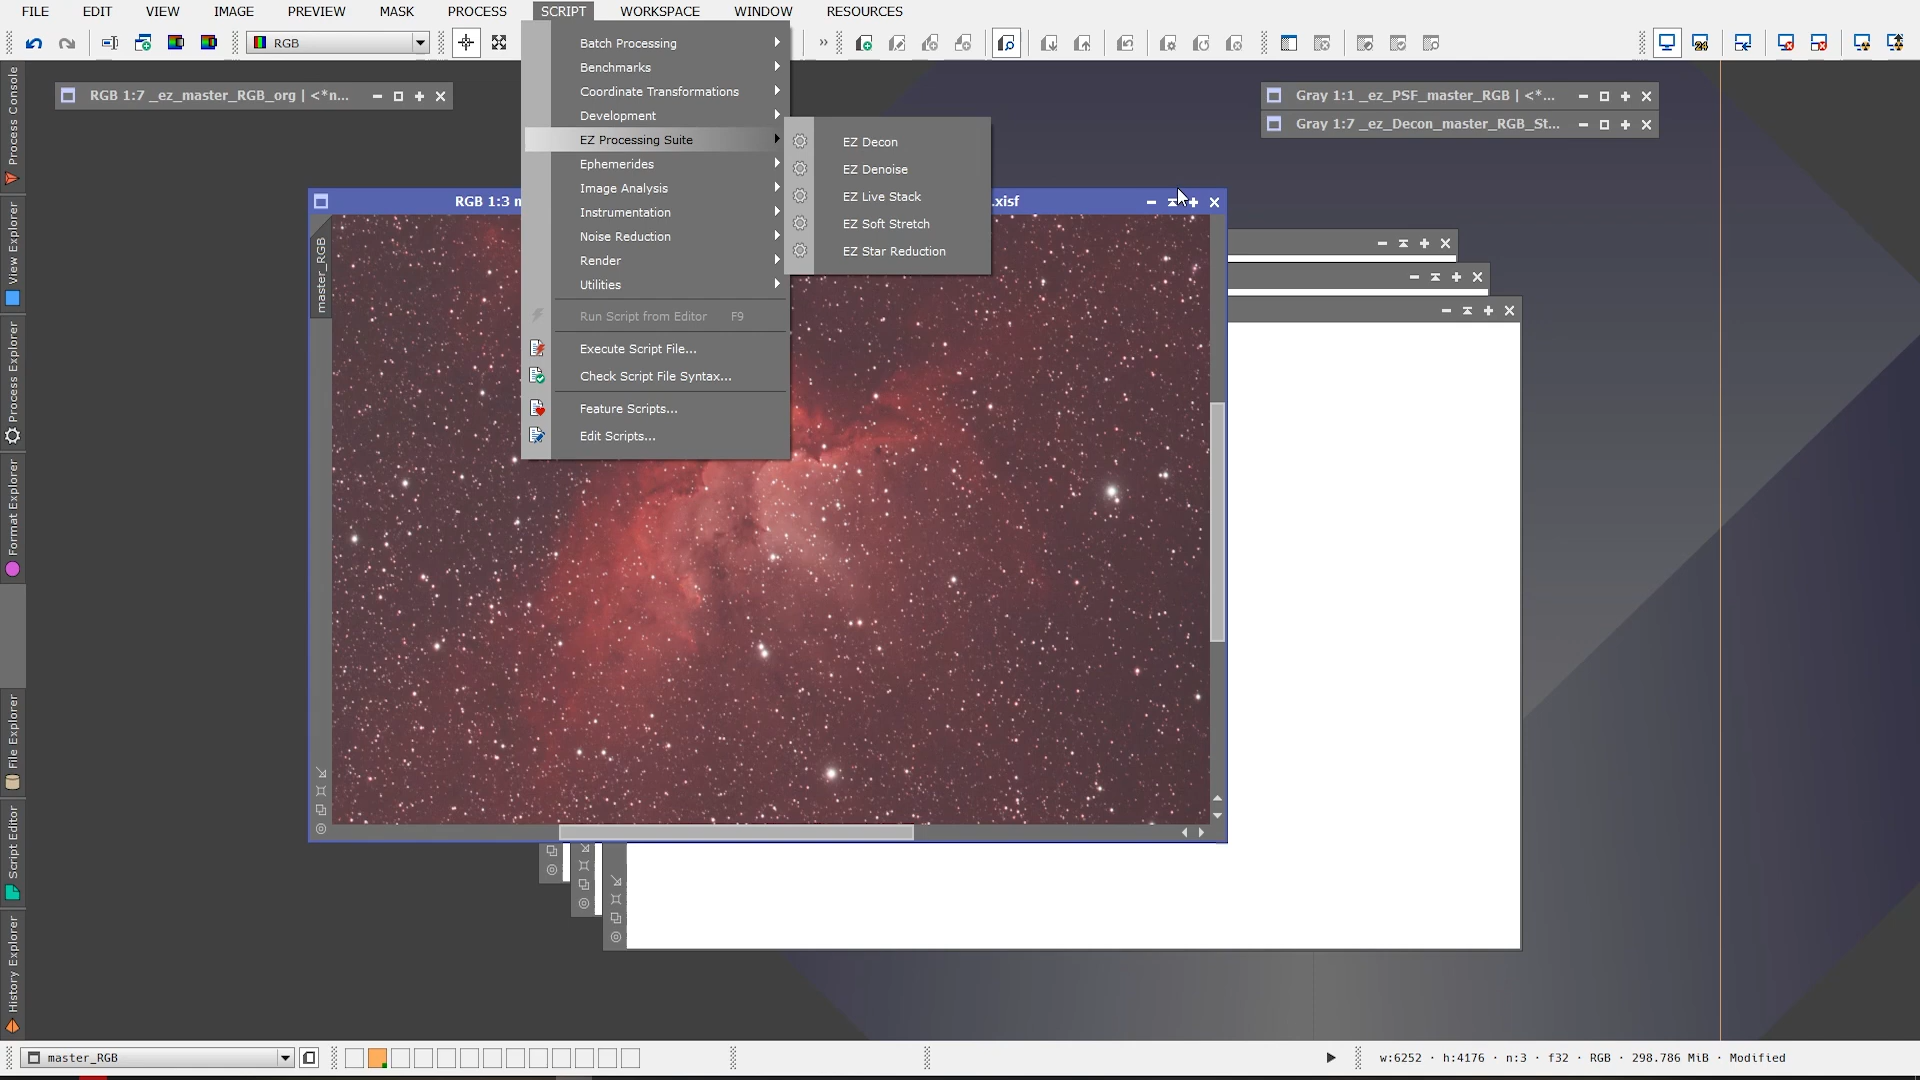 FILE EDIT VIEW IMAGE PREVIEW MASK PROCESS SCRIPT WORKSPACE WINDOW RESOURCES
RGB
24
Process Console
View Explorer
Process Explorer
Format Explorer
File Explorer
Script Editor
History Explorer
RGB 1:7 _ez_master_RGB_org | <*n...
Gray 1:1 _ez_PSF_master_RGB | <*...
Gray 1:7 _ez_Decon_master_RGB_St...
RGB 1:3 m
.xisf
master_RGB
Batch Processing
Benchmarks
Coordinate Transformations
Development
EZ Processing Suite
Ephemerides
Image Analysis
Instrumentation
Noise Reduction
Render
Utilities
Run Script from Editor F9
Execute Script File...
Check Script File Syntax...
Feature Scripts...
Edit Scripts...
EZ Decon
EZ Denoise
EZ Live Stack
EZ Soft Stretch
EZ Star Reduction
master_RGB
w:6252 · h:4176 · n:3 · f32 · RGB · 298.786 MiB · Modified